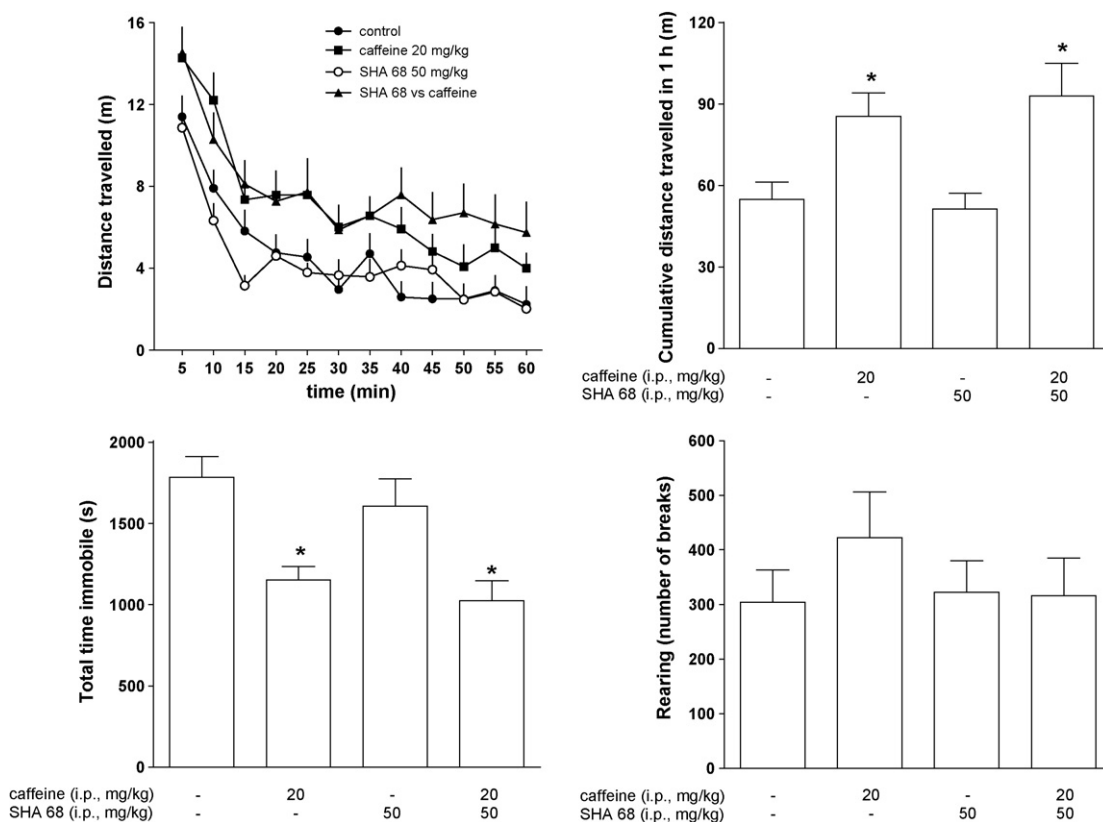 Distance travelled (m)
16
12
8
4
0
control
caffeine 20 mg/kg
SHA 68 50 mg/kg
SHA 68 vs caffeine
5 10 15 20 25 30 35 40 45 50 55 60
time (min)
Cumulative distance travelled in 1 h (m)
120
90
60
30
0
* *
caffeine (i.p., mg/kg) - 20 - 20
SHA 68 (i.p., mg/kg) - - 50 50
Total time immobile (s)
2000
1500
1000
500
0
* *
caffeine (i.p., mg/kg) - 20 - 20
SHA 68 (i.p., mg/kg) - - 50 50
Rearing (number of breaks)
600
500
400
300
200
100
0
caffeine (i.p., mg/kg) - 20 - 20
SHA 68 (i.p., mg/kg) - - 50 50